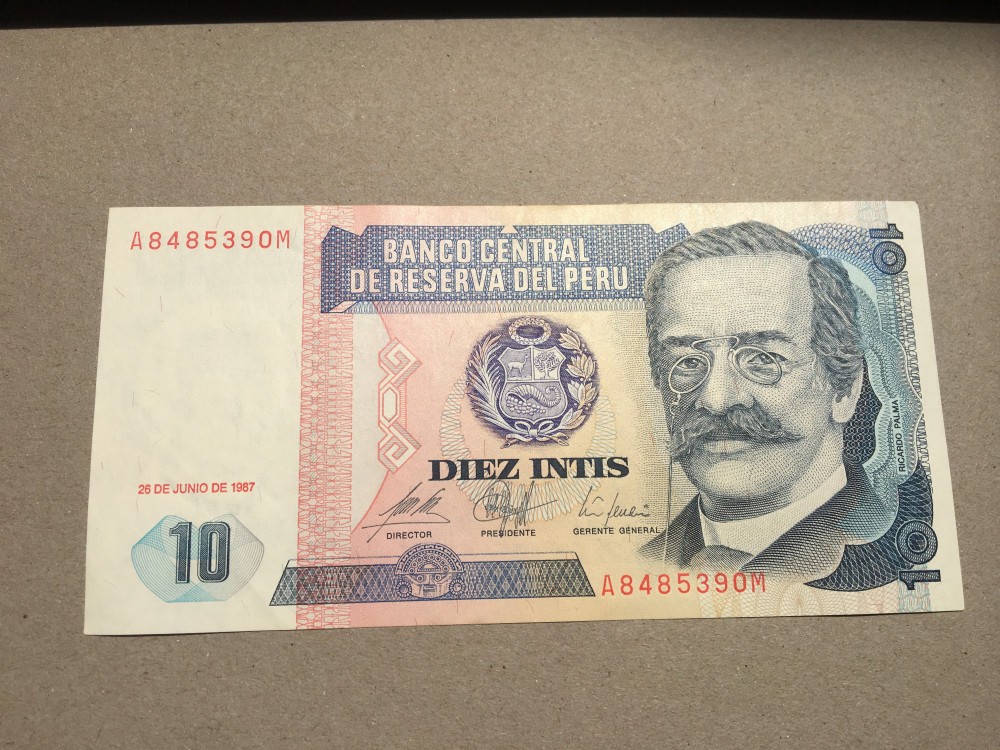 A8485390M
BANCO CENTRAL
DE RESERVA DEL PERU
10
RICARDO PALMA
DIEZ INTIS
26 DE JUNIO DE 1987
DIRECTOR
PRESIDENTE
GERENTE GENERAL
10
10
A8485390M